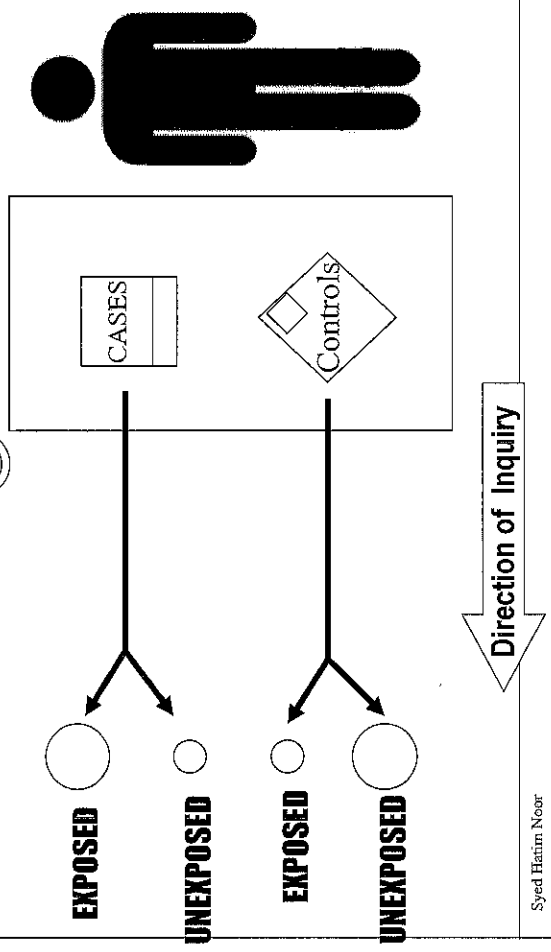 CASES
Controls
EXPOSED
UNEXPOSED
EXPOSED
UNEXPOSED
Direction of Inquiry
Syed Hatim Noor